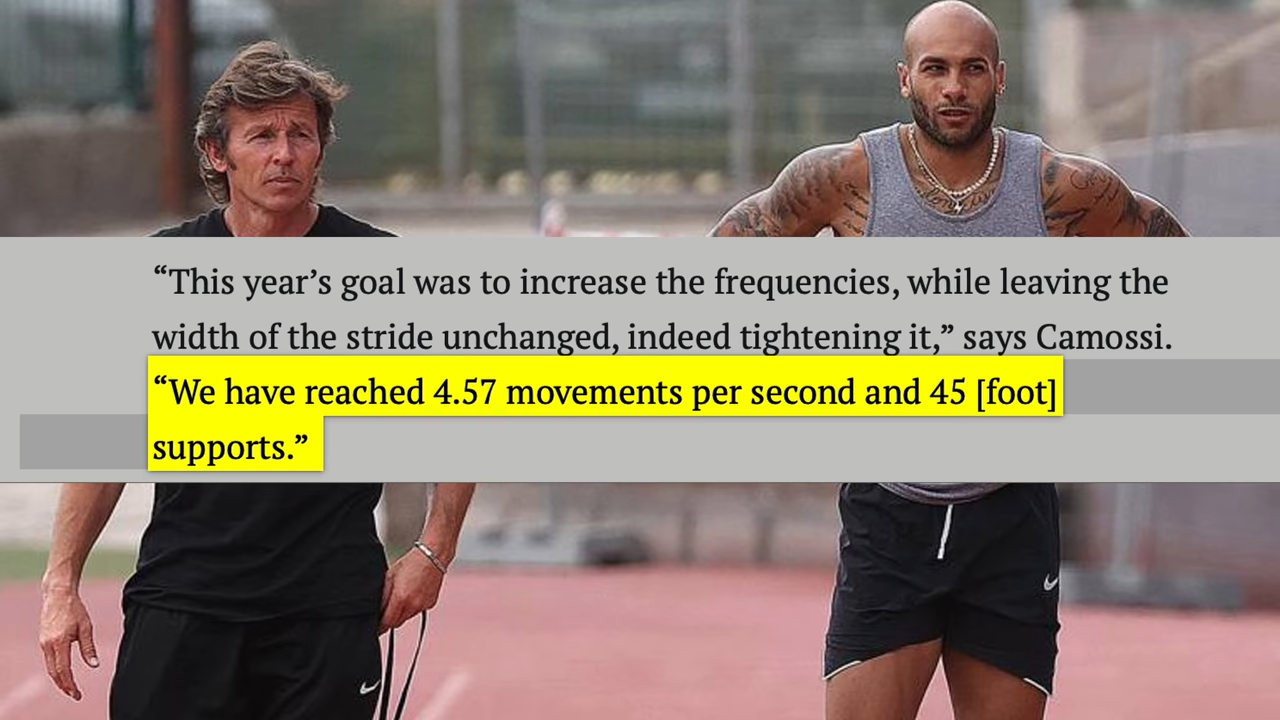 “This year’s goal was to increase the frequencies, while leaving the
width of the stride unchanged, indeed tightening it,” says Camossi.
“We have reached 4.57 movements per second and 45 [foot]
supports.”